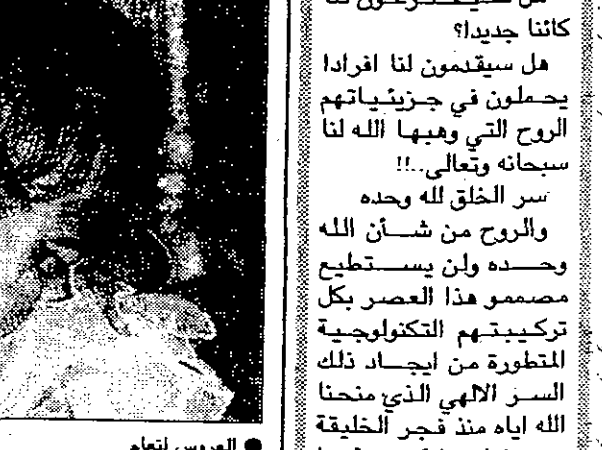 كائنا جديدا؟
هل سيقدمون لنا افرادا
يحملون في جزيئياتهم
الروح التي وهبها الله لنا
سبحانه وتعالى..!!
سر الخلق لله وحده
والروح من شأن الله
وحده ولن يستطيع
مصممو هذا العصر بكل
تركيبتهم التكنولوجية
المتطورة من ايجاد ذلك
السر الالهي الذي منحنا
الله اياه منذ فجر الخليقة
● العروس